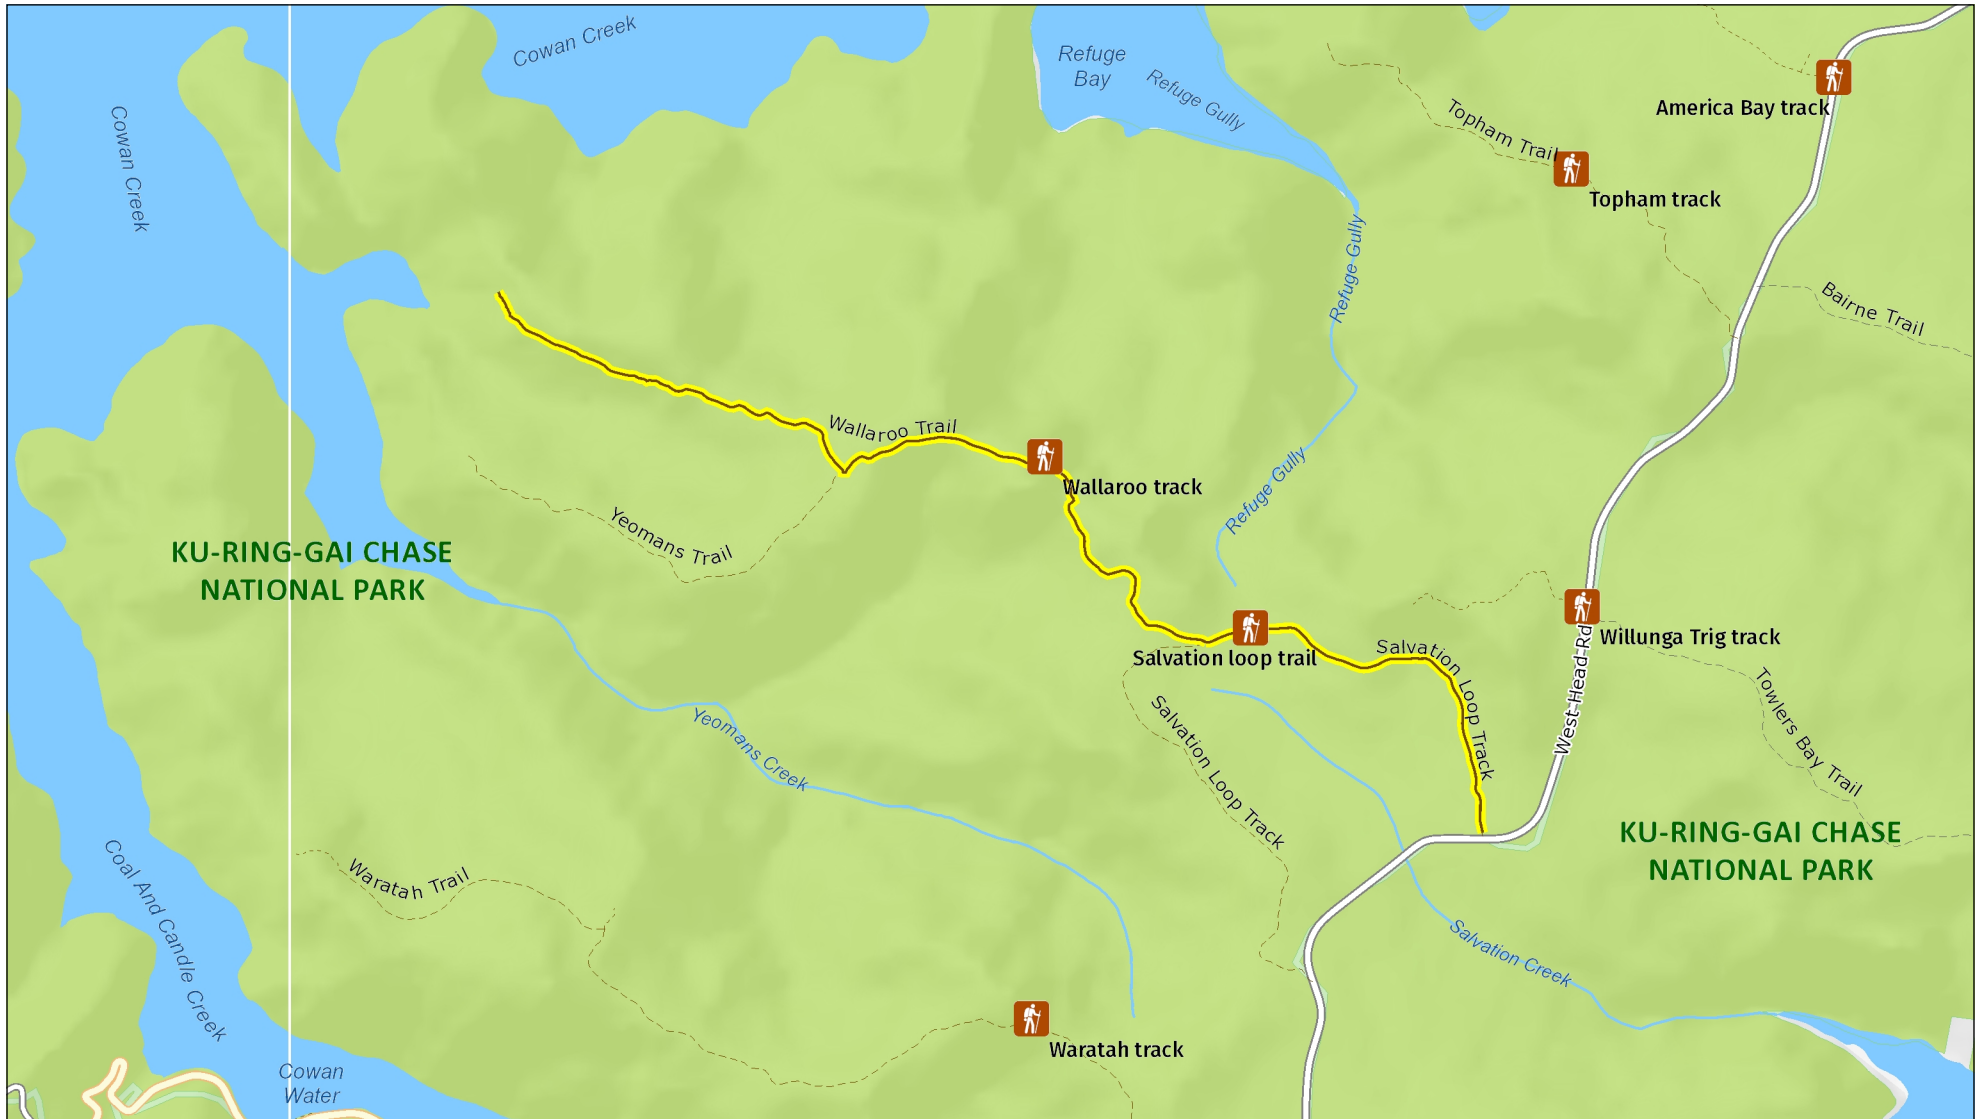 Cowan Creek
Refuge
Bay
Refuge Gully
America Bay track
Cowan Creek
Topham Trail
Topham track
Refuge Gully
Bairne Trail
Wallaroo Trail
Wallaroo track
Refuge Gully
Yeomans Trail
KU-RING-GAI CHASE
NATIONAL PARK
Willunga Trig track
Salvation loop trail
Salvation Loop Track
West Head Rd
Towlers Bay Trail
Salvation Loop Track
Yeomans Creek
KU-RING-GAI CHASE
NATIONAL PARK
Waratah Trail
Coal And Candle Creek
Salvation Creek
Waratah track
Cowan
Water